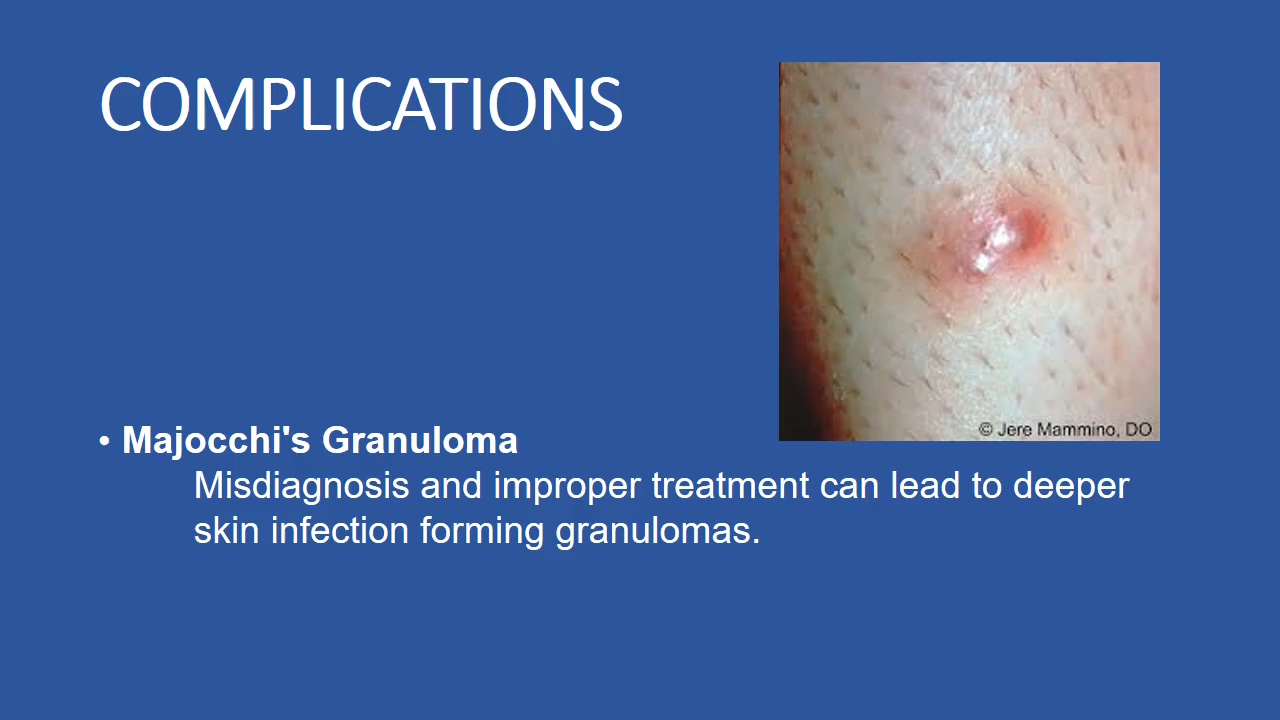 COMPLICATIONS
© Jere Mammino, DO
• Majocchi's Granuloma
Misdiagnosis and improper treatment can lead to deeper
skin infection forming granulomas.